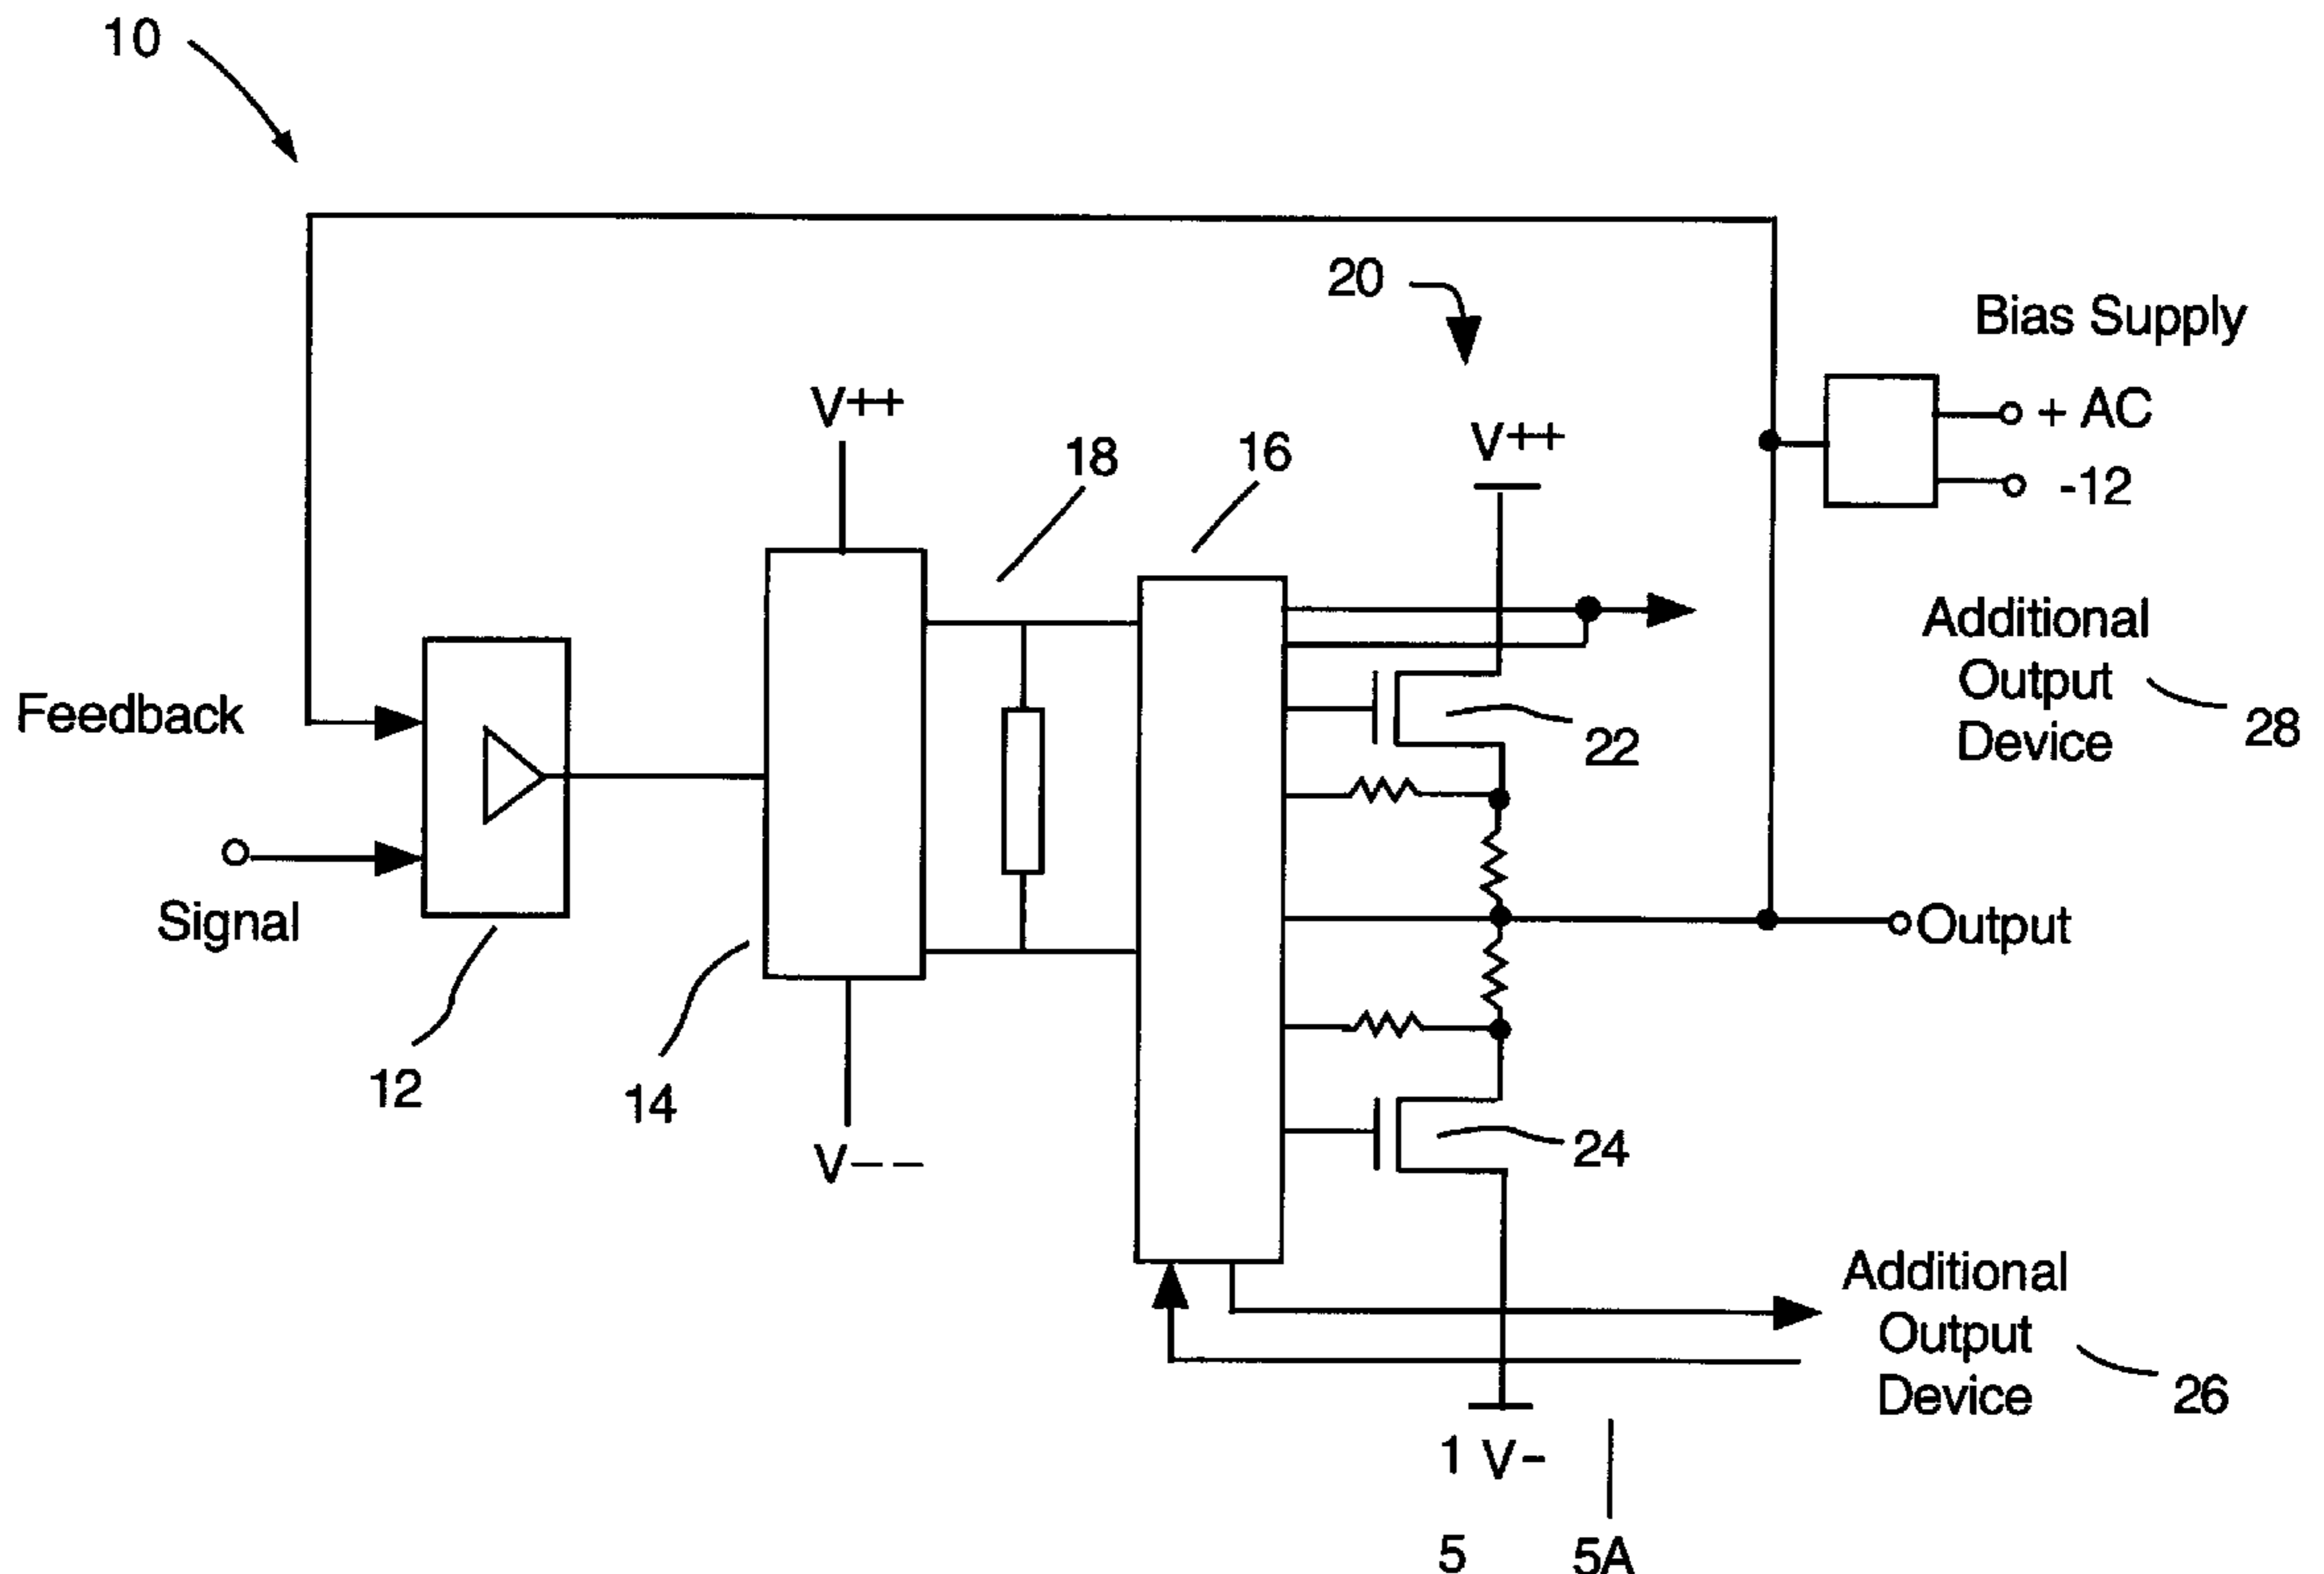 10
20
Bias Supply
V++
18
16
V++
+ AC
-12
Additional
Output
Device
28
Feedback
22
Signal
Output
12
14
V--
24
Additional
Output
Device
26
1 V-
5
5A